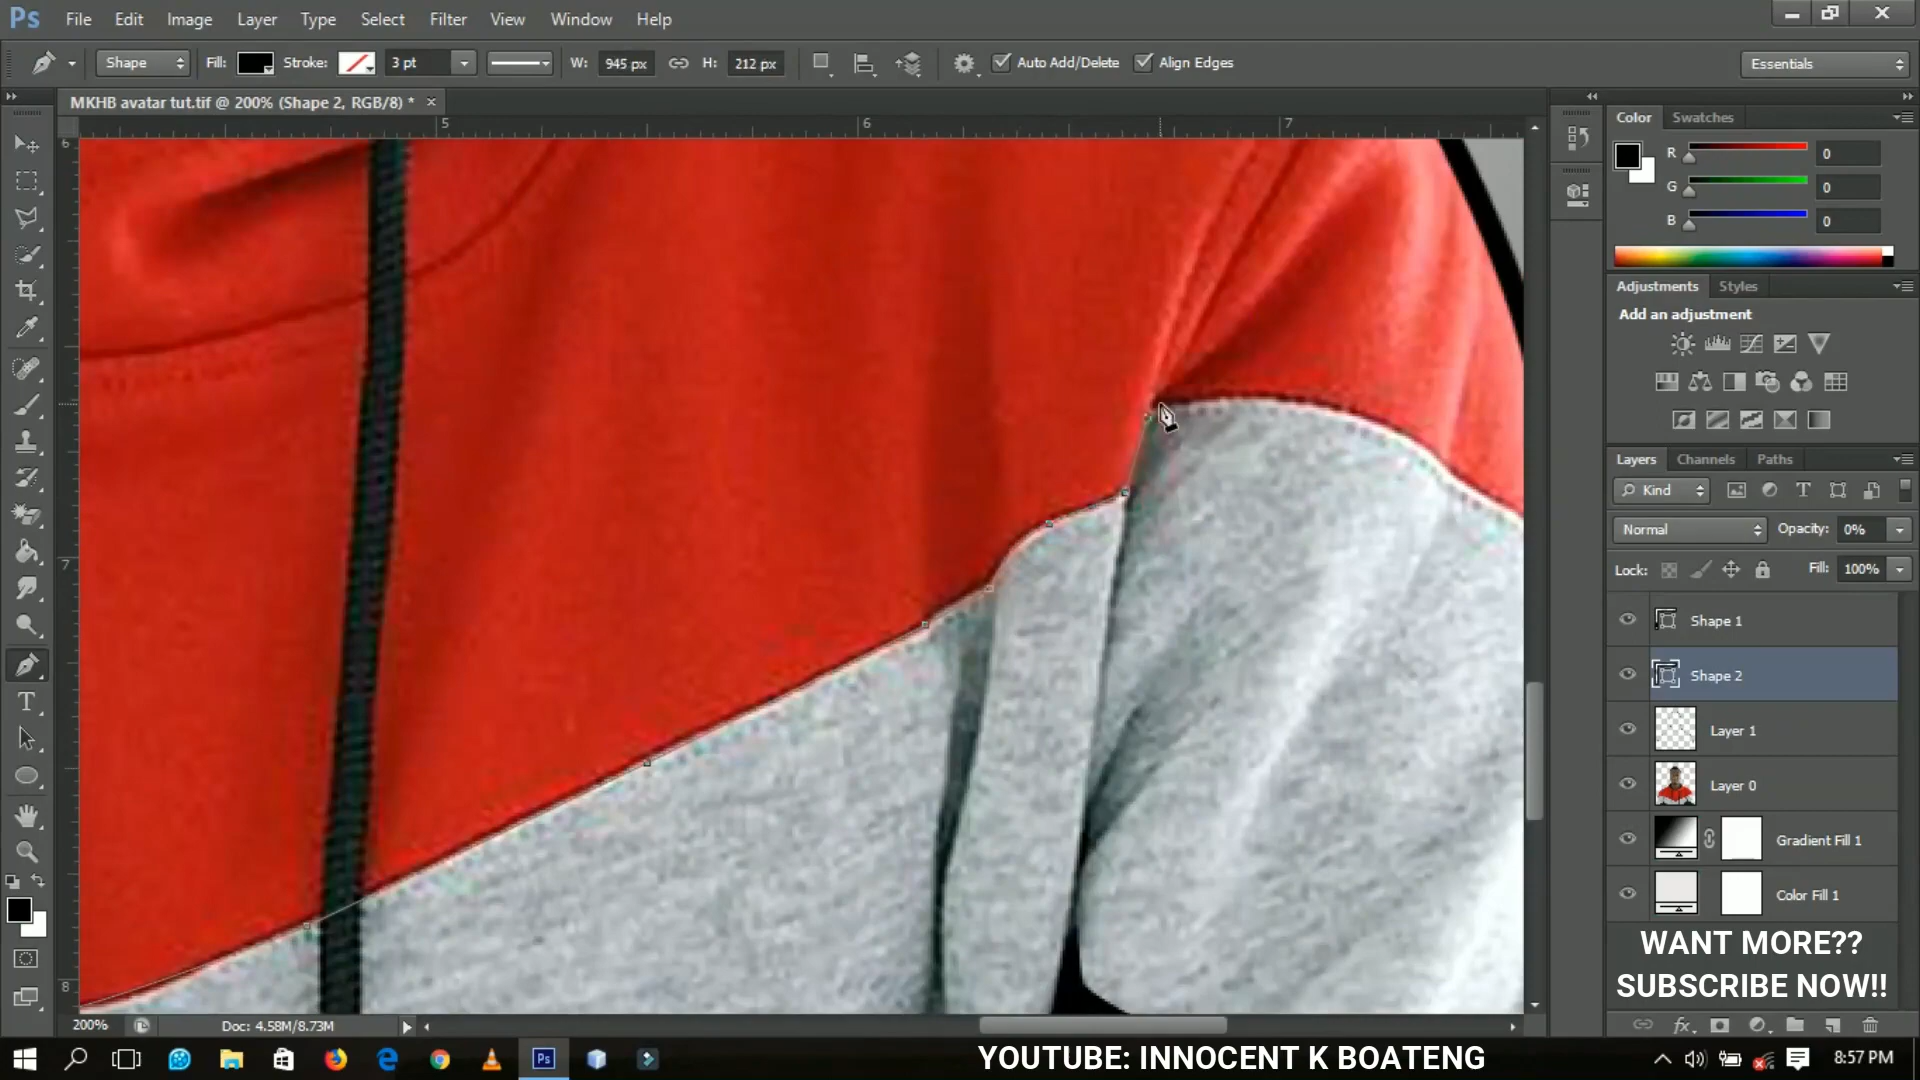 Ps File Edit Image Layer Type Select Filter View Window Help
Shape Fill: Stroke: 3 pt W: 945 px H: 212 px Auto Add/Delete Align Edges Essentials
MKHB avatar tut.tif @ 200% (Shape 2, RGB/8) *
5 6 7
6
7
8
Color Swatches
R 0
G 0
B 0
Adjustments Styles
Add an adjustment
Layers Channels Paths
Kind
Normal Opacity: 0%
Lock: Fill: 100%
Shape 1
Shape 2
Layer 1
Layer 0
Gradient Fill 1
Color Fill 1
WANT MORE??
SUBSCRIBE NOW!!
200% Doc: 4.58M/8.73M
YOUTUBE: INNOCENT K BOATENG
8:57 PM